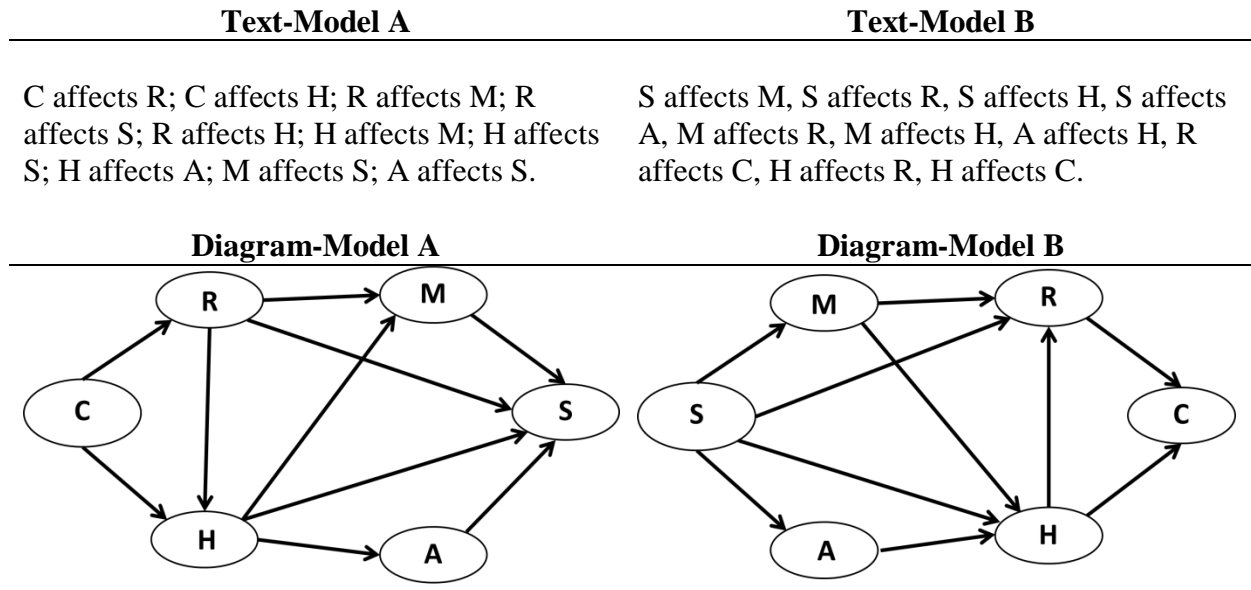 Text-Model A
Text-Model B
C affects R; C affects H; R affects M; R
affects S; R affects H; H affects M; H affects
S; H affects A; M affects S; A affects S.
S affects M, S affects R, S affects H, S affects
A, M affects R, M affects H, A affects H, R
affects C, H affects R, H affects C.
Diagram-Model A
Diagram-Model B
R
M
C
S
H
A
M
R
S
C
A
H